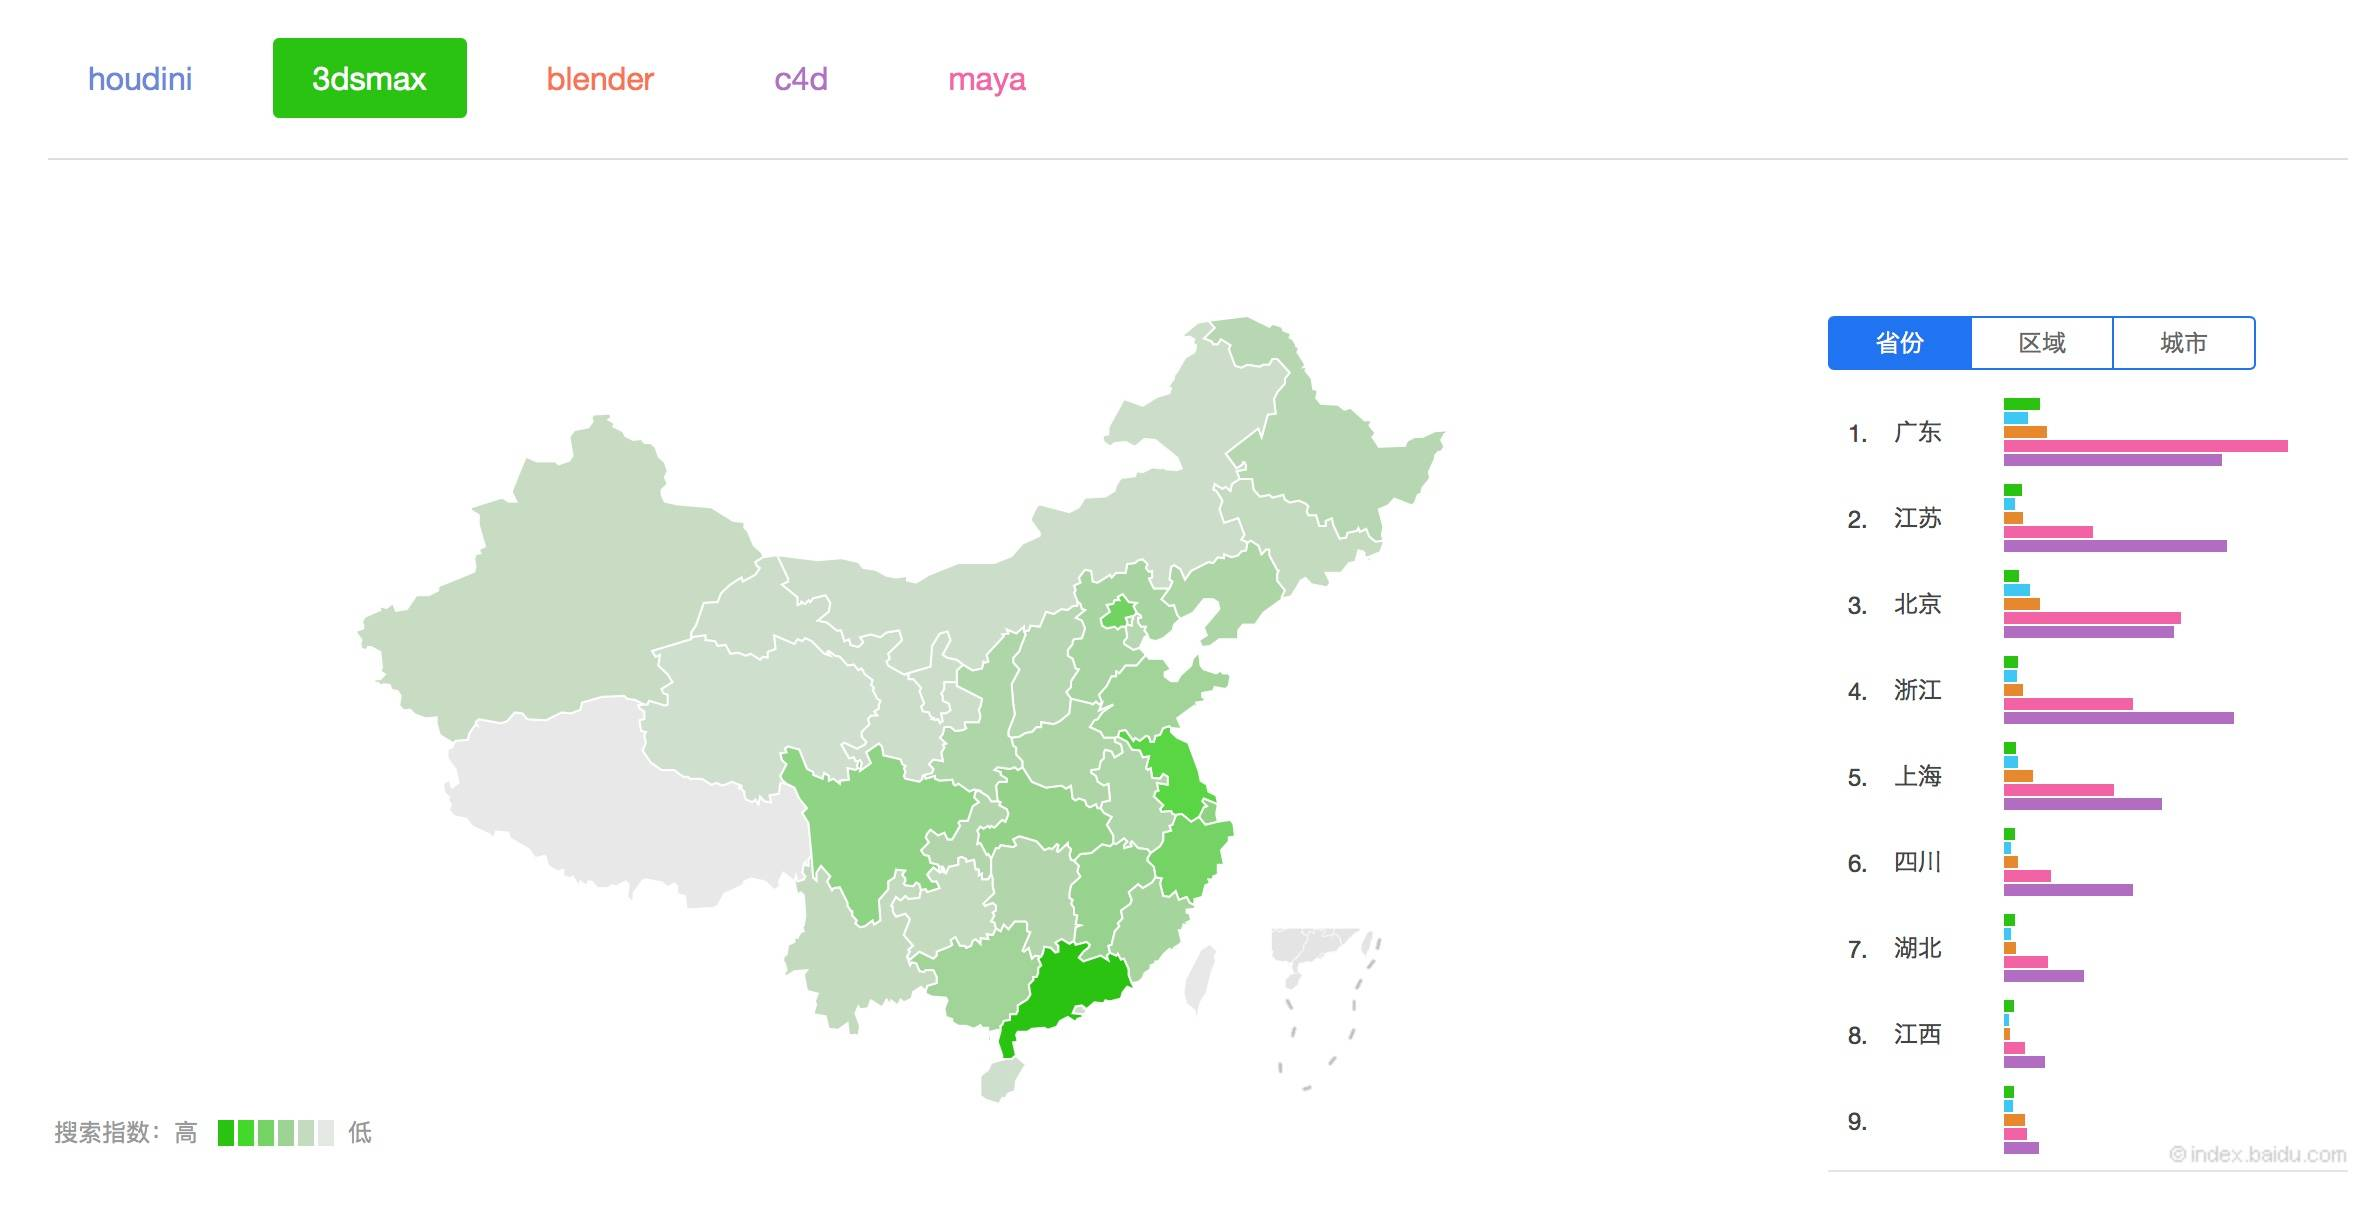 houdini 3dsmax blender c4d maya
省份 区域 城市
1. 广东
2. 江苏
3. 北京
4. 浙江
5. 上海
6. 四川
7. 湖北
8. 江西
9.
搜索指数：高 低
©index.baidu.com